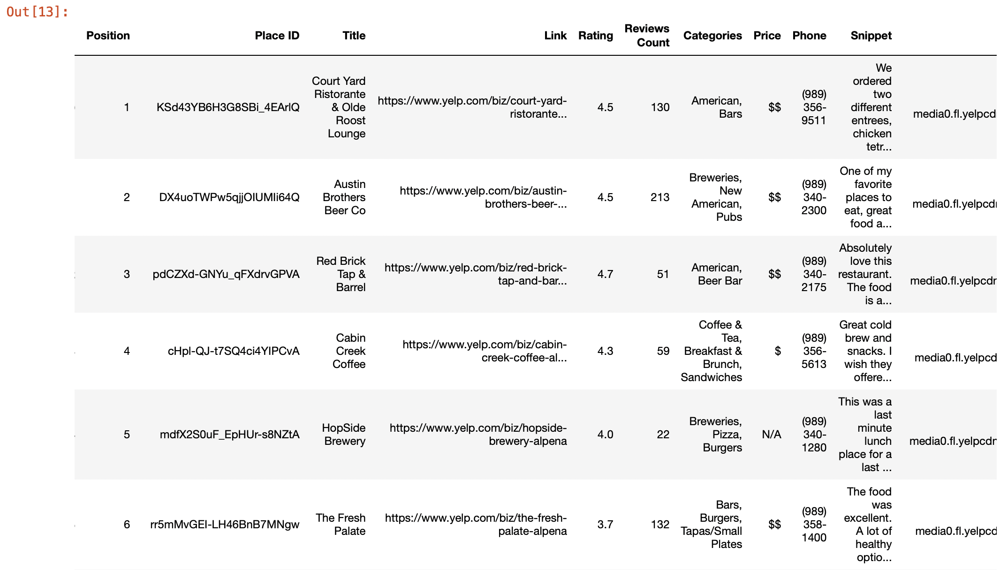 Out[13]:
Position Place ID Title Link Rating Reviews Count Categories Price Phone Snippet
1 KSd43YB6H3G8SBi_4EArlQ Court Yard Ristorante & Olde Roost Lounge https://www.yelp.com/biz/court-yard-ristorante... 4.5 130 American, Bars $$ (989) 356-9511 We ordered two different entrees, chicken tetr... media0.fl.yelpcd
2 DX4uoTWPw5qjjOIUMIi64Q Austin Brothers Beer Co https://www.yelp.com/biz/austin-brothers-beer-... 4.5 213 Breweries, New American, Pubs $$ (989) 340-2300 One of my favorite places to eat, great food a... media0.fl.yelpcd
3 pdCZXd-GNYu_qFXdrvGPVA Red Brick Tap & Barrel https://www.yelp.com/biz/red-brick-tap-and-bar... 4.7 51 American, Beer Bar $$ (989) 340-2175 Absolutely love this restaurant. The food is a... media0.fl.yelpcdn
4 cHpl-QJ-t7SQ4ci4YIPCvA Cabin Creek Coffee https://www.yelp.com/biz/cabin-creek-coffee-al... 4.3 59 Coffee & Tea, Breakfast & Brunch, Sandwiches $ (989) 356-5613 Great cold brew and snacks. I wish they offere... media0.fl.yelpcd
5 mdfX2S0uF_EpHUr-s8NZtA HopSide Brewery https://www.yelp.com/biz/hopside-brewery-alpena 4.0 22 Breweries, Pizza, Burgers N/A (989) 340-1280 This was a last minute lunch place for a last ... media0.fl.yelpcdn
6 rr5mMvGEI-LH46BnB7MNgw The Fresh Palate https://www.yelp.com/biz/the-fresh-palate-alpena 3.7 132 Bars, Burgers, Tapas/Small Plates $$ (989) 358-1400 The food was excellent. A lot of healthy optio... media0.fl.yelpcd